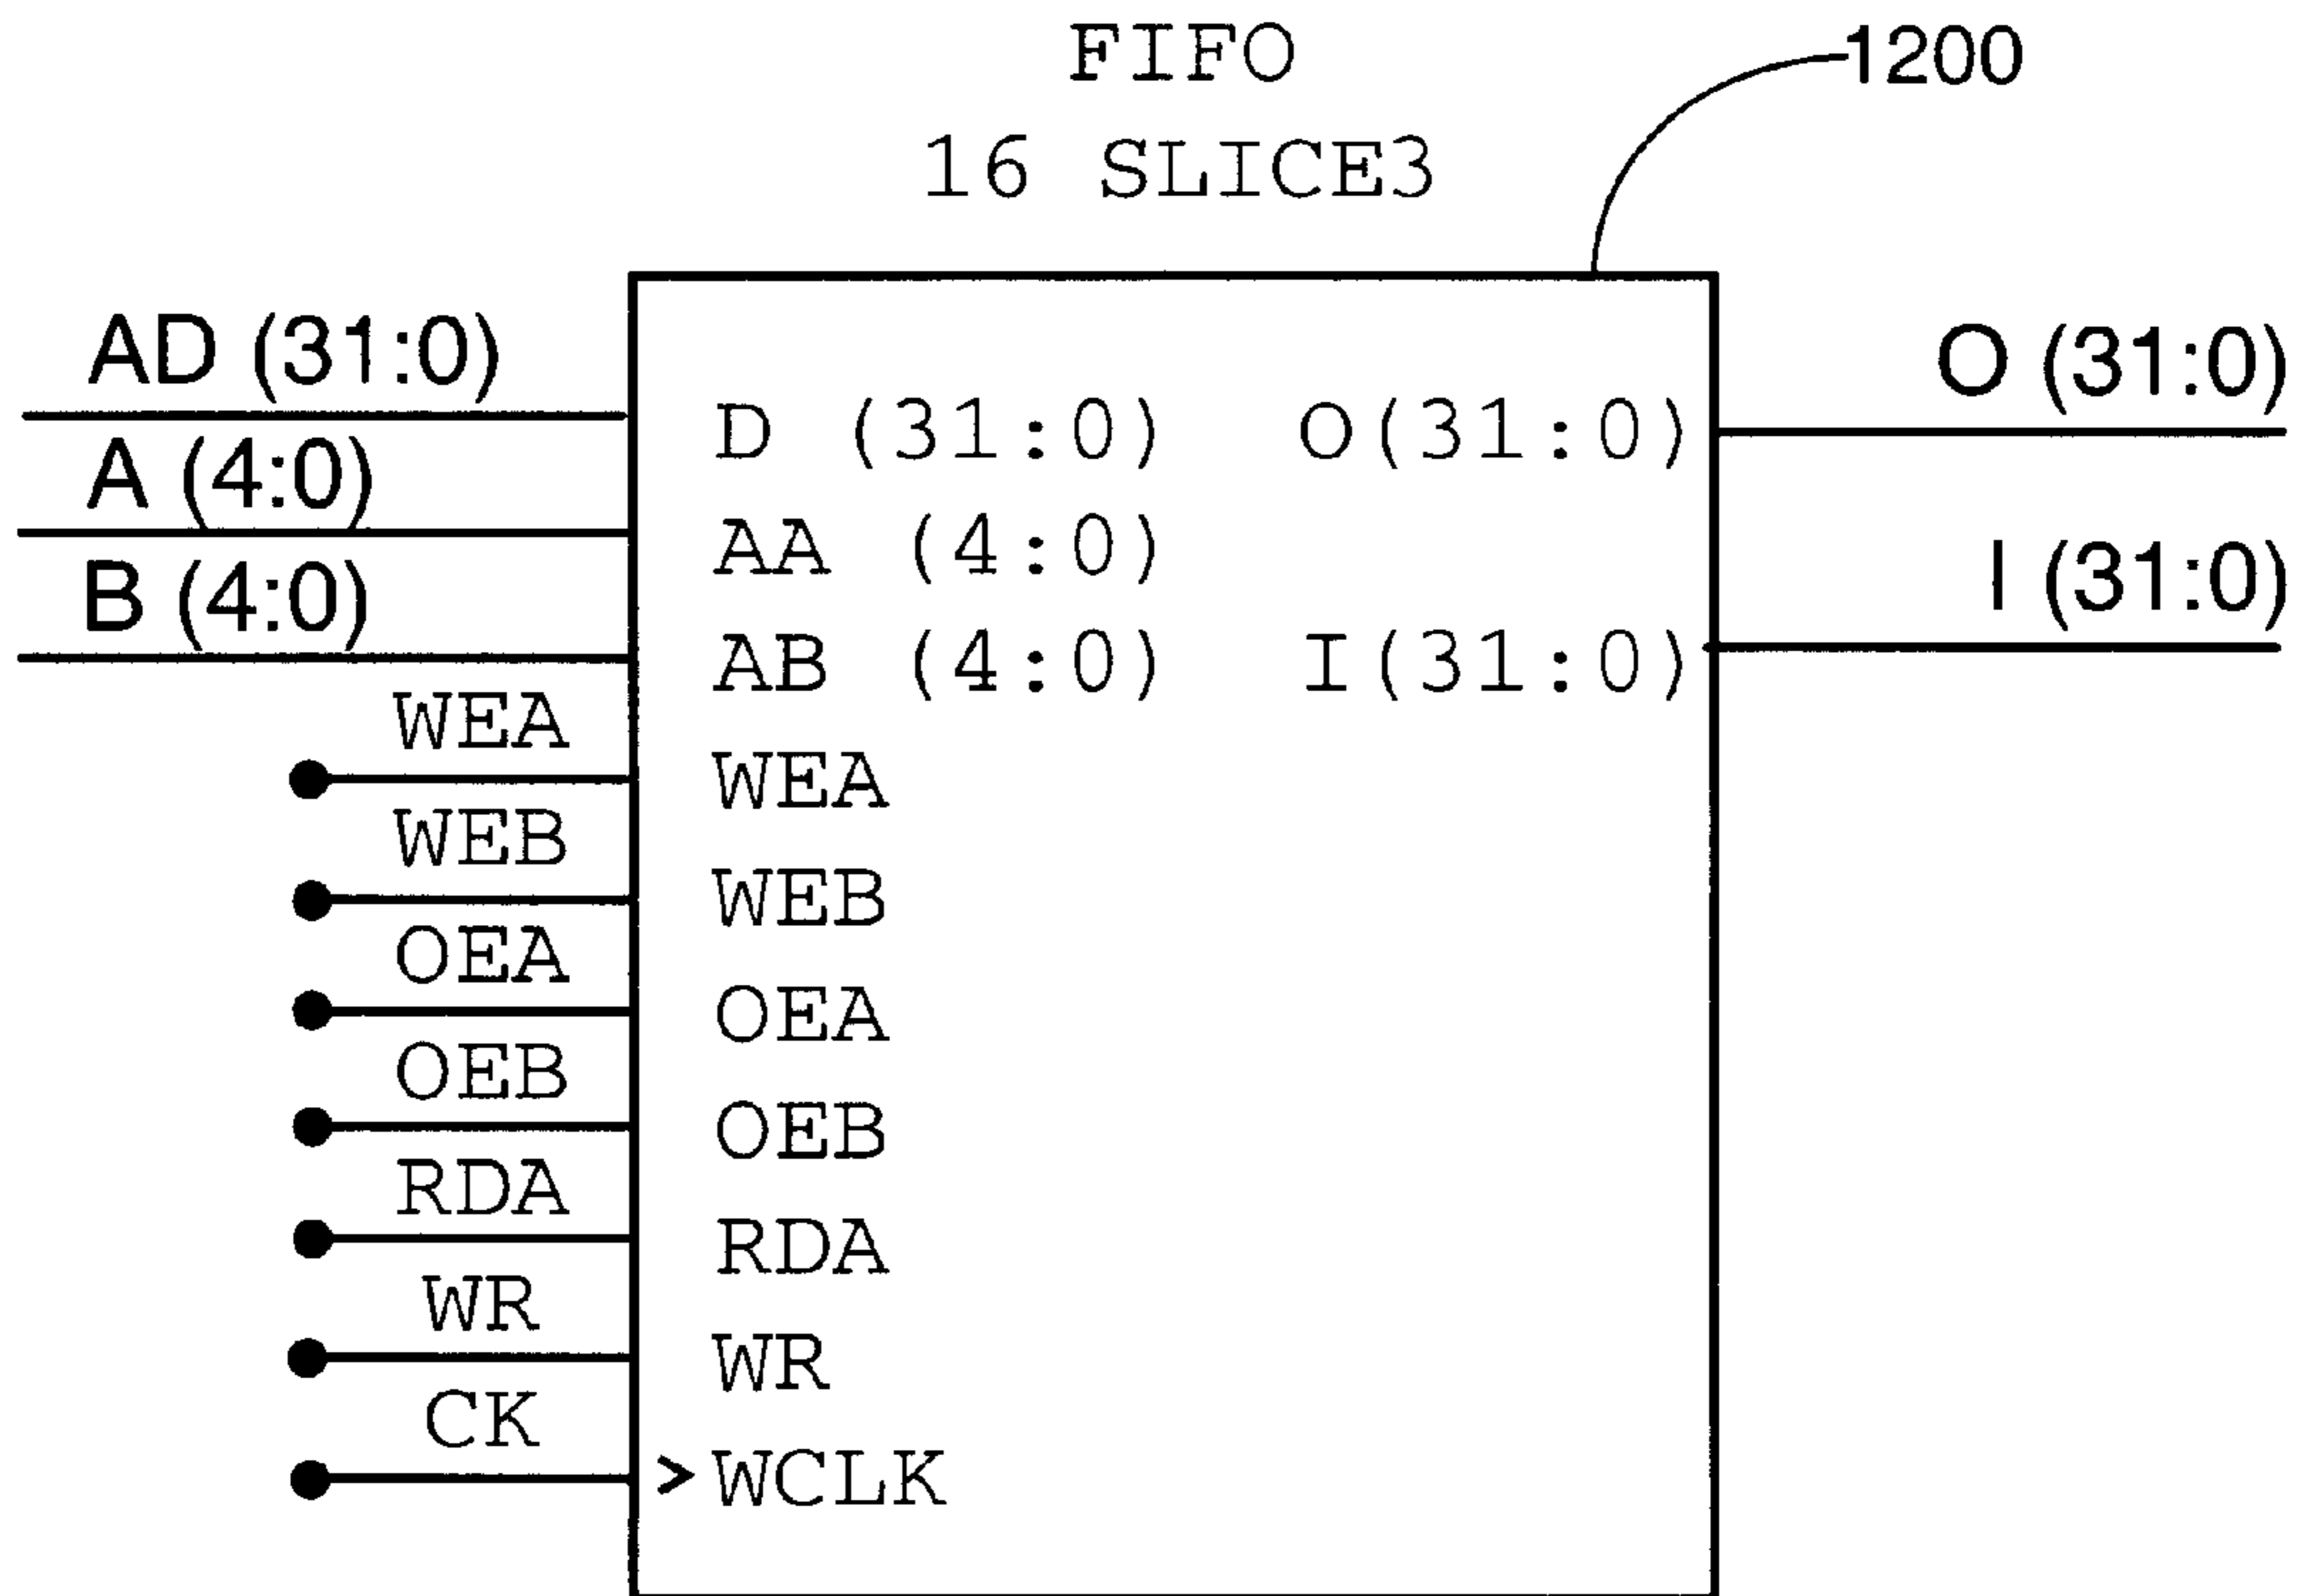 FIFO
1200
16 SLICE3
AD (31:0)
O (31:0)
D (31:0) O(31:0)
A (4:0)
AA (4:0)
B (4:0)
I (31:0)
AB (4:0) I(31:0)
WEA
WEA
WEB
WEB
OEA
OEA
OEB
OEB
RDA
RDA
WR
WR
CK
>WCLK